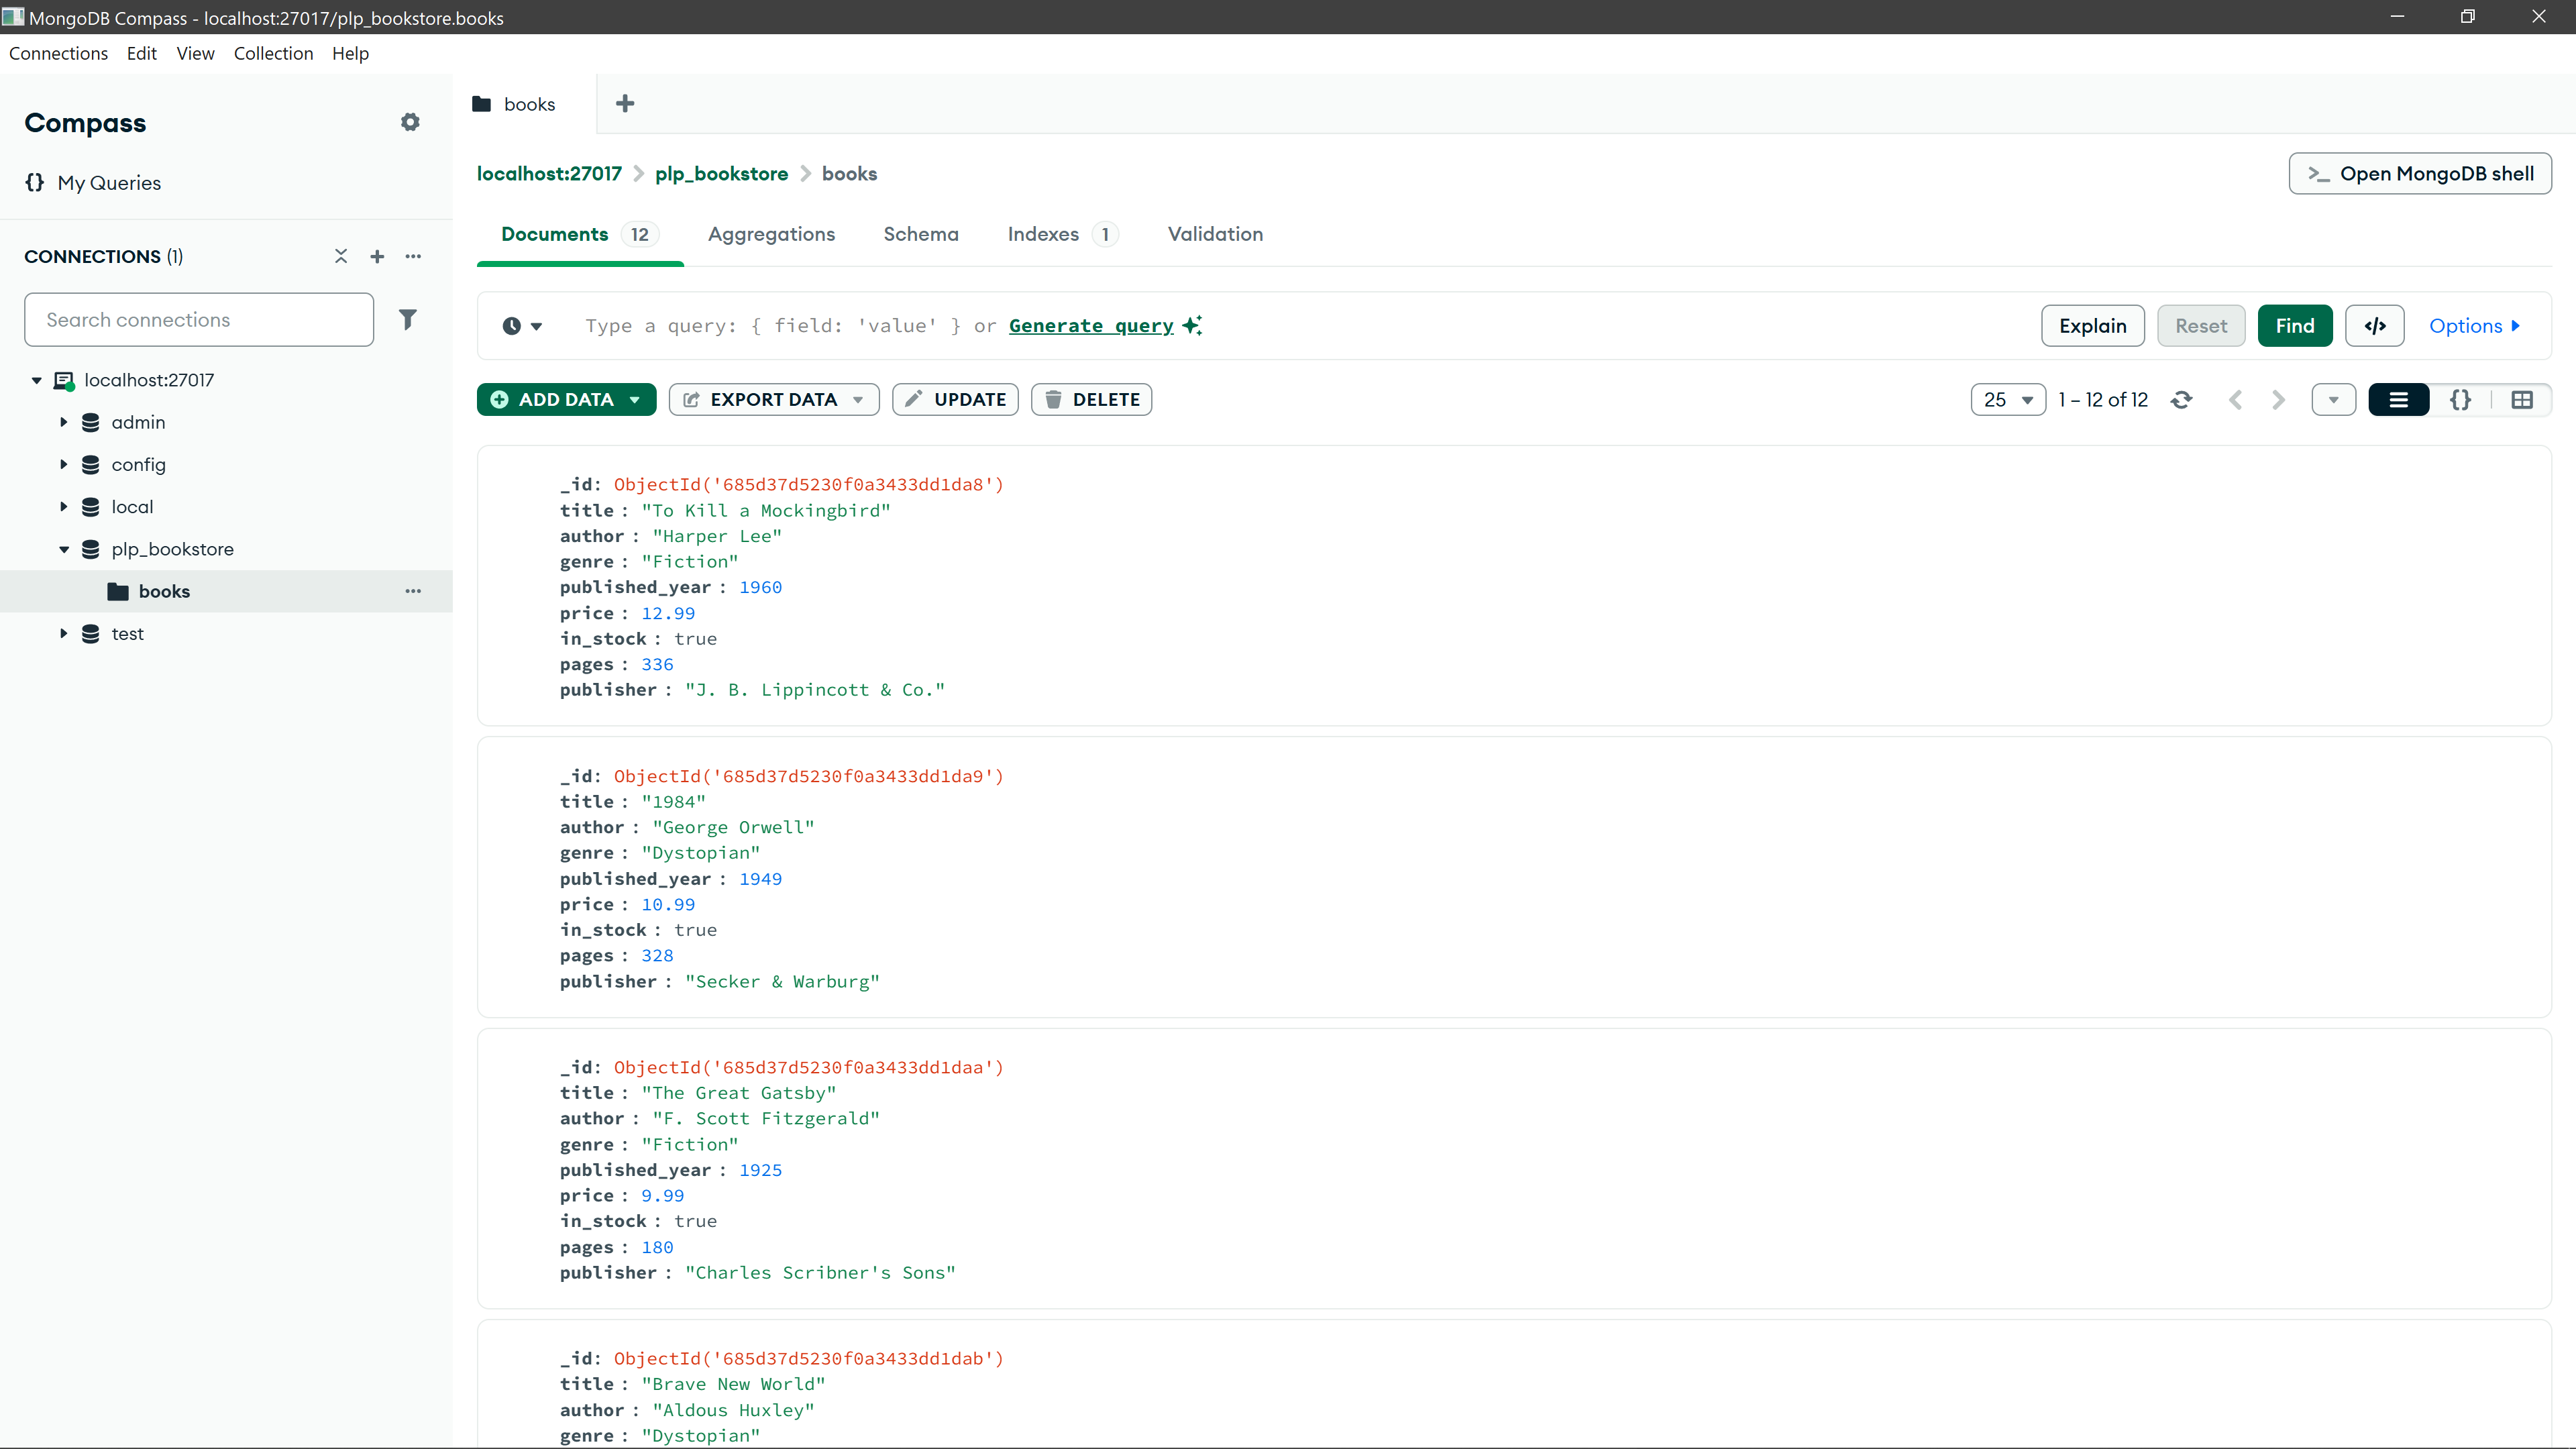 MongoDB Compass - localhost:27017/plp_bookstore.books
Connections Edit View Collection Help
Compass
{} My Queries
CONNECTIONS (1)
Search connections
localhost:27017
admin
config
local
plp_bookstore
books
test
books
localhost:27017 > plp_bookstore > books
>_ Open MongoDB shell
Documents 12 Aggregations Schema Indexes 1 Validation
Type a query: { field: 'value' } or Generate query
Explain Reset Find </> Options
ADD DATA EXPORT DATA UPDATE DELETE
25 1 – 12 of 12 {}
_id: ObjectId('685d37d5230f0a3433dd1da8')
title : "To Kill a Mockingbird"
author : "Harper Lee"
genre : "Fiction"
published_year : 1960
price : 12.99
in_stock : true
pages : 336
publisher : "J. B. Lippincott & Co."
_id: ObjectId('685d37d5230f0a3433dd1da9')
title : "1984"
author : "George Orwell"
genre : "Dystopian"
published_year : 1949
price : 10.99
in_stock : true
pages : 328
publisher : "Secker & Warburg"
_id: ObjectId('685d37d5230f0a3433dd1daa')
title : "The Great Gatsby"
author : "F. Scott Fitzgerald"
genre : "Fiction"
published_year : 1925
price : 9.99
in_stock : true
pages : 180
publisher : "Charles Scribner's Sons"
_id: ObjectId('685d37d5230f0a3433dd1dab')
title : "Brave New World"
author : "Aldous Huxley"
genre : "Dystopian"